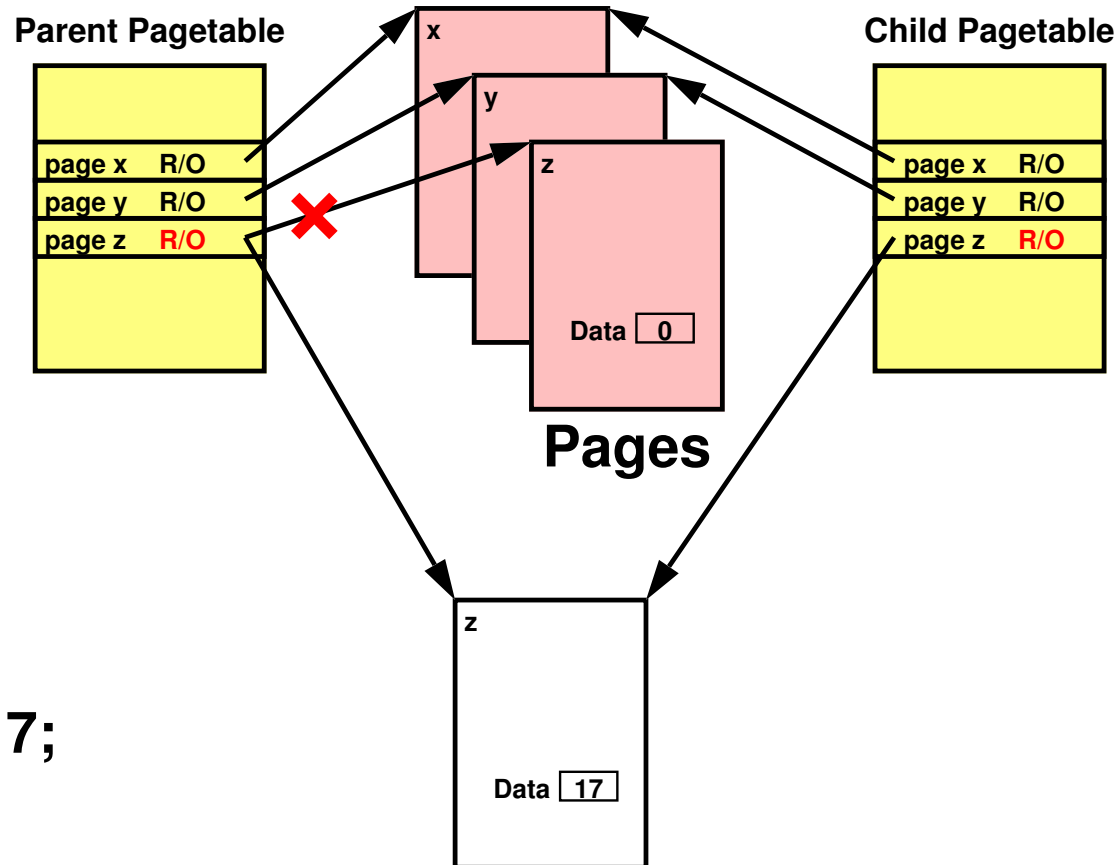 Parent Pagetable
Child Pagetable
x
y
z
page x R/O
page y R/O
page z R/O
page x R/O
page y R/O
page z R/O
Data 0
Pages
z
7;
Data 17